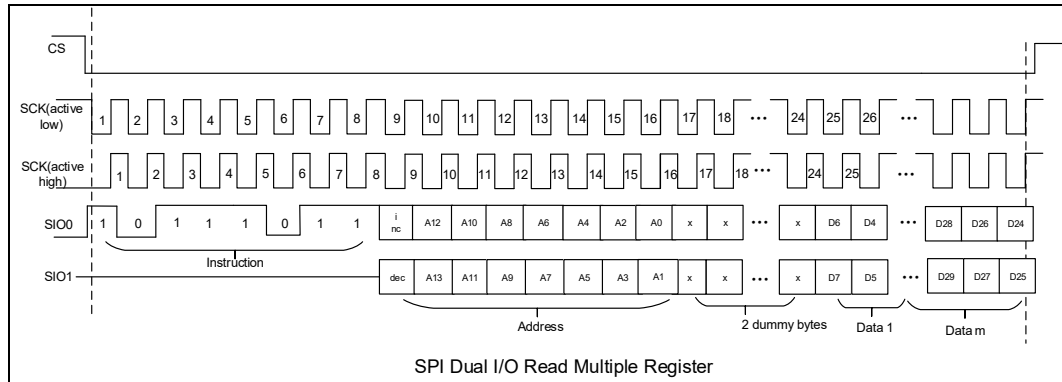 CS
SCK(active low)
1 2 3 4 5 6 7 8 9 10 11 12 13 14 15 16 17 18 ••• 24 25 26 •••
SCK(active high)
1 2 3 4 5 6 7 8 9 10 11 12 13 14 15 16 17 18 ••• 24 25 •••
SIO0
1 0 1 1 1 0 1 1 inc A12 A10 A8 A6 A4 A2 A0 x x ••• x D6 D4 ••• D28 D26 D24
Instruction
SIO1
dec A13 A11 A9 A7 A5 A3 A1 x x ••• x D7 D5 ••• D29 D27 D25
Address 2 dummy bytes Data 1 Data m
SPI Dual I/O Read Multiple Register